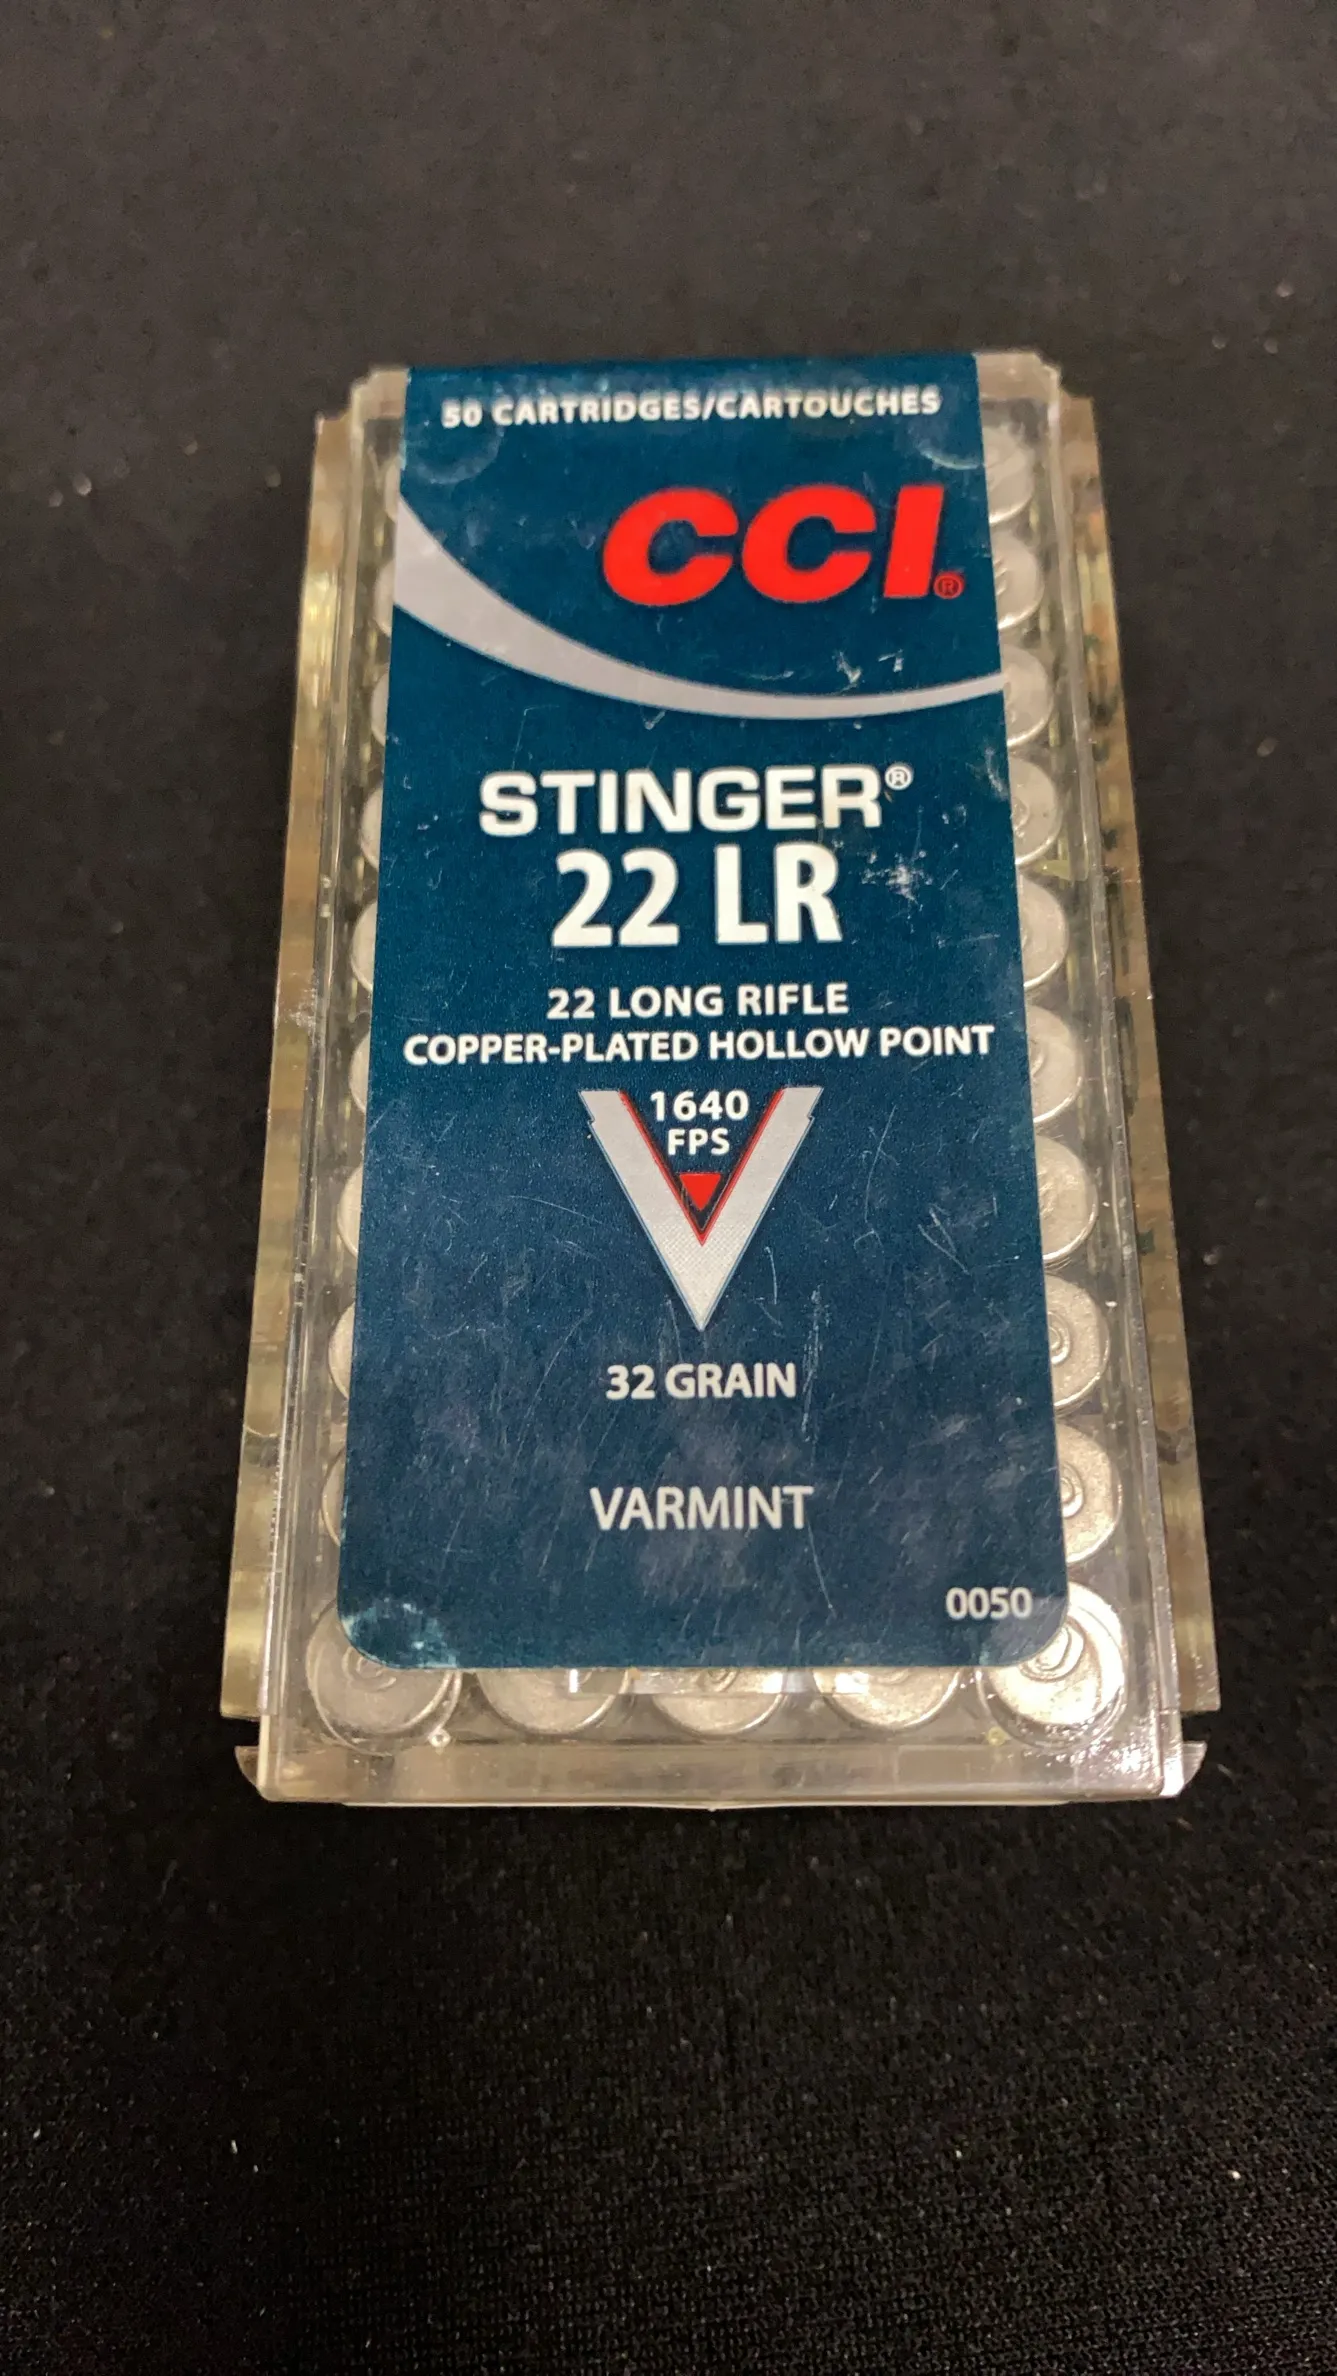 50 CARTRIDGES/CARTOUCHES
CCI®
STINGER®
22 LR
22 LONG RIFLE
COPPER-PLATED HOLLOW POINT
1640
FPS
32 GRAIN
VARMINT
0050